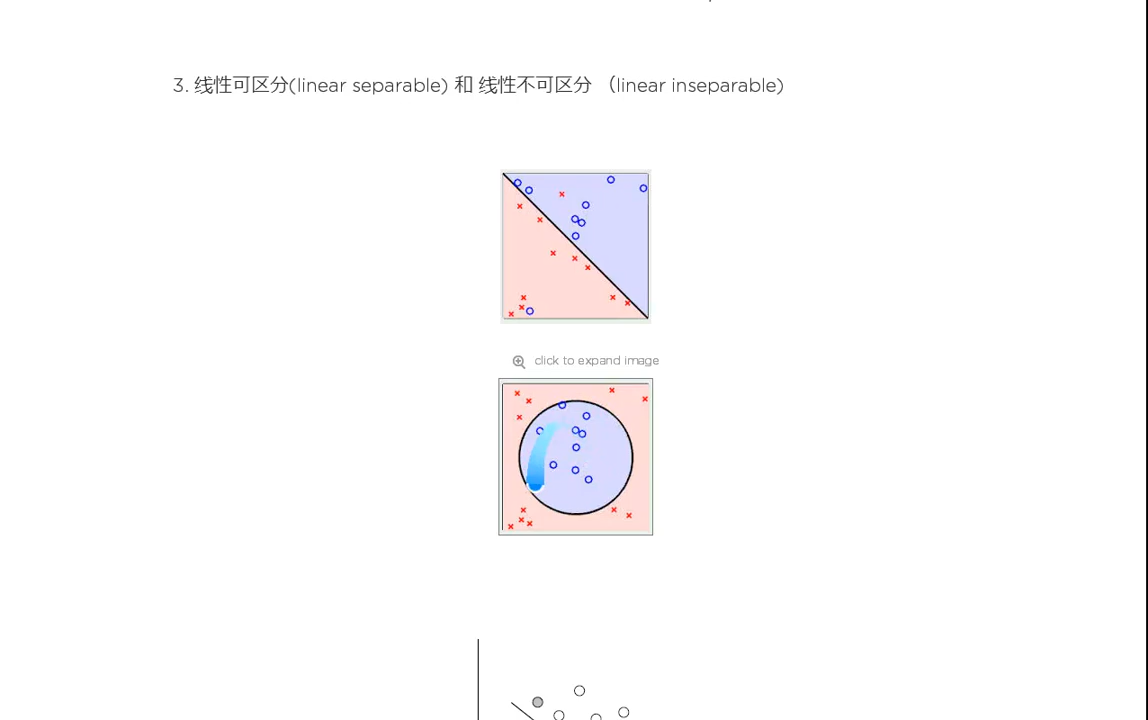 3. 线性可区分(linear separable) 和 线性不可区分 （linear inseparable)
click to expand image